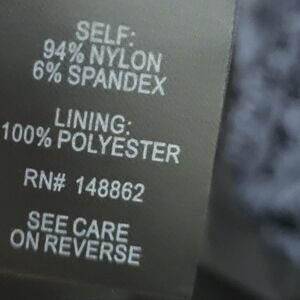 SELF:
94% NYLON
6% SPANDEX
LINING:
100% POLYESTER
RN# 148862
SEE CARE
ON REVERSE